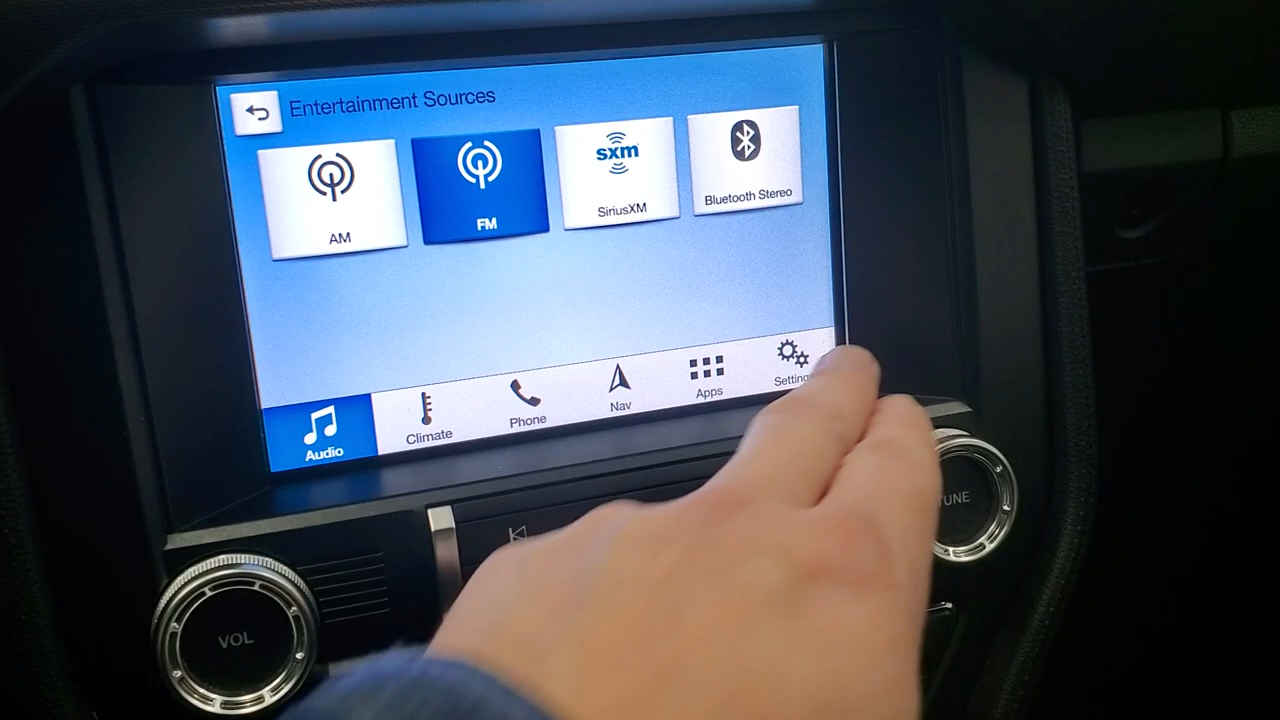 Entertainment Sources
AM
FM
sxm
SiriusXM
Bluetooth Stereo
Audio
Climate
Phone
Nav
Apps
Setting
VOL
TUNE